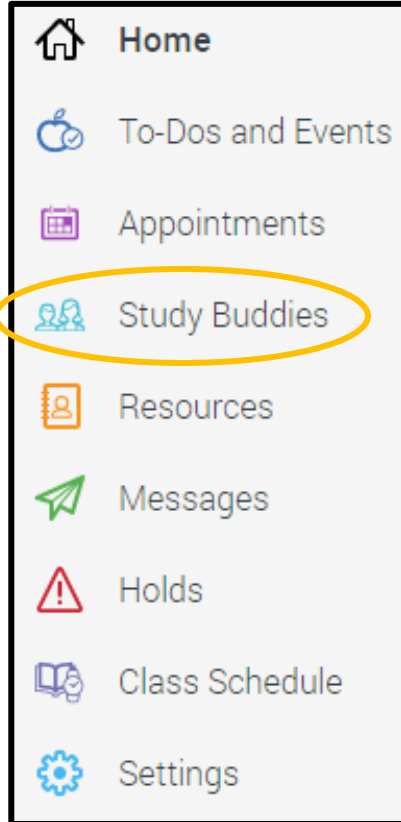 Home
To-Dos and Events
Appointments
Study Buddies
Resources
Messages
Holds
Class Schedule
Settings